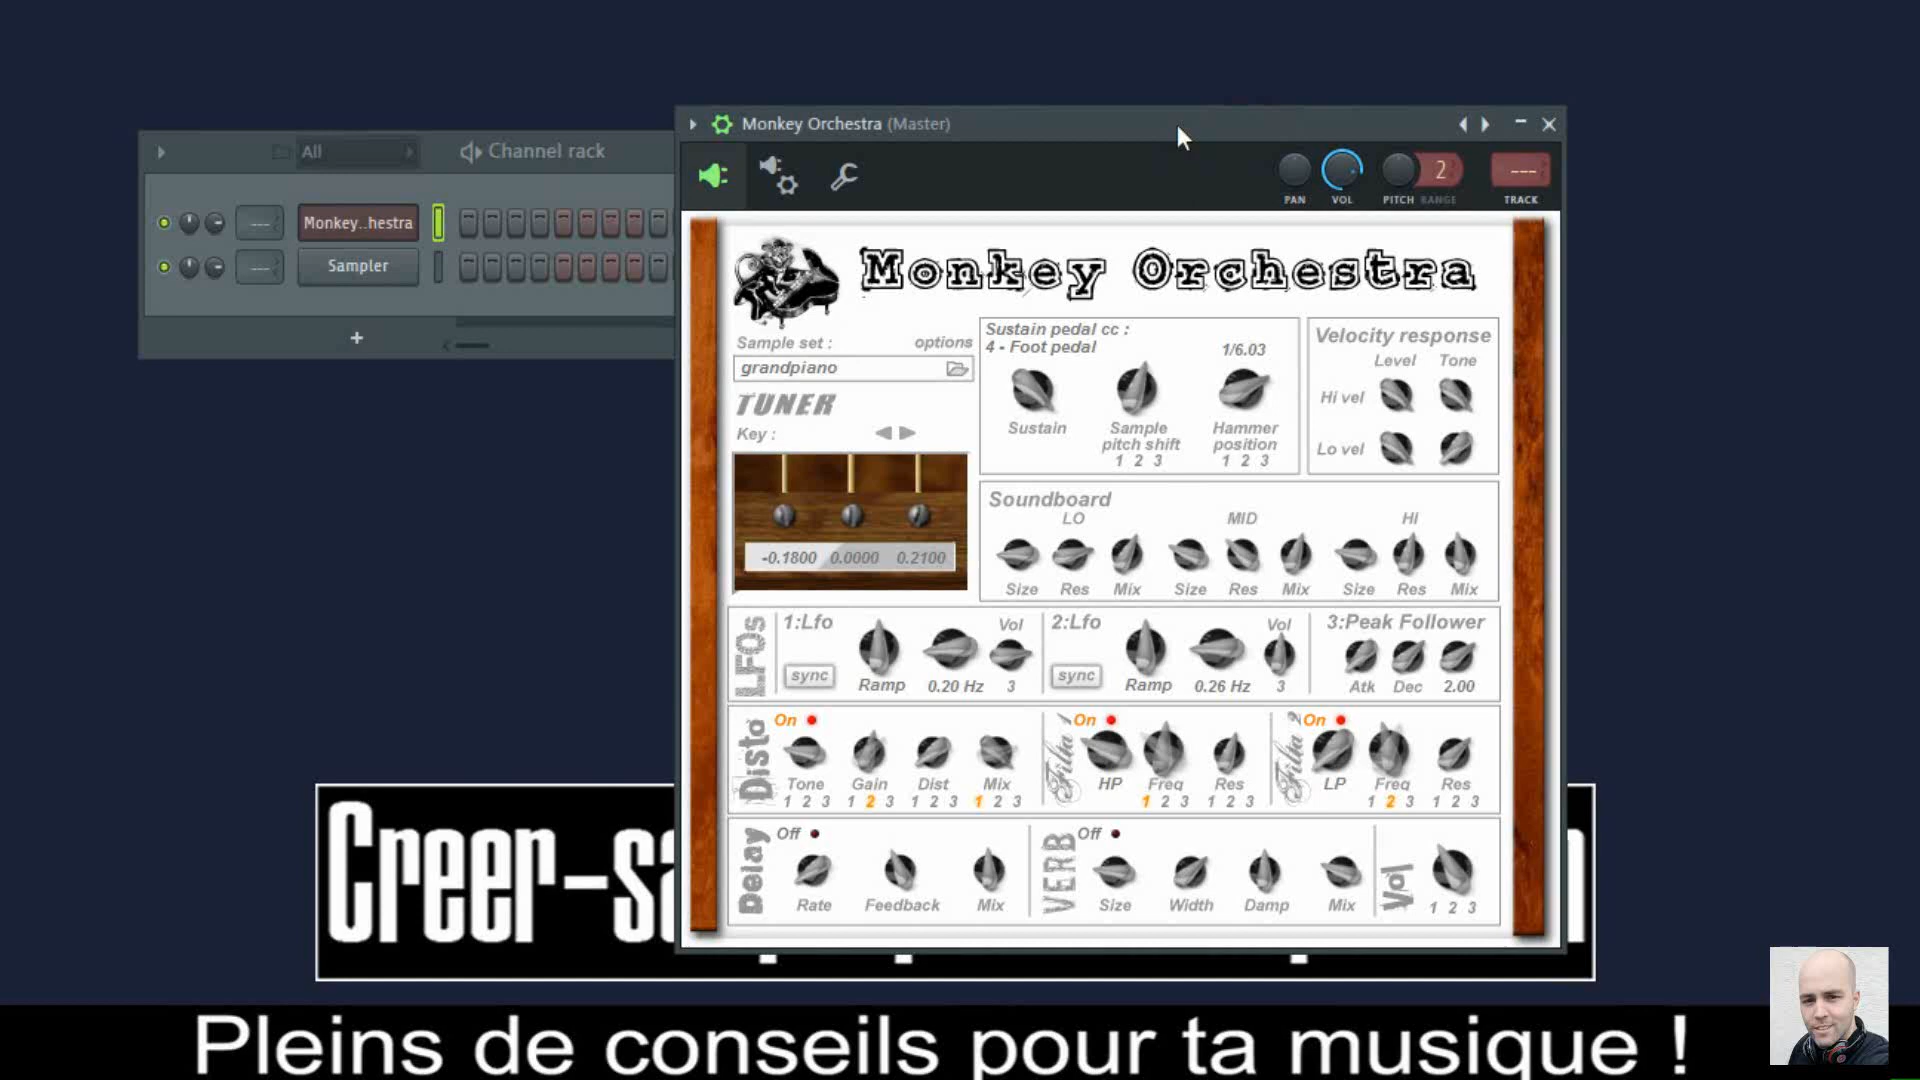 Monkey Orchestra (Master)
All
Channel rack
Monkey..hestra
---
Sampler
---
+
PAN
VOL
2
PITCH RANGE
---
TRACK
Monkey Orchestra
Sample set :
options
grandpiano
TUNER
Key :
-0.1800 0.0000 0.2100
Sustain pedal cc :
4 - Foot pedal
1/6.03
Sustain
Sample pitch shift
1 2 3
Hammer position
1 2 3
Velocity response
Level Tone
Hi vel
Lo vel
Soundboard
LO MID HI
Size Res Mix Size Res Mix Size Res Mix
LFOs
1:Lfo
Vol
sync
Ramp 0.20 Hz 3
2:Lfo
Vol
sync
Ramp 0.26 Hz 3
3:Peak Follower
Atk Dec 2.00
Disto
On
Tone Gain Dist Mix
1 2 3 1 2 3 1 2 3 1 2 3
Filta 1
On
HP Freq Res
1 2 3 1 2 3
Filta 2
On
LP Freq Res
1 2 3 1 2 3
Delay
Off
Rate Feedback Mix
VERB
Off
Size Width Damp Mix
Vol
1 2 3
Creer-sa
Pleins de conseils pour ta musique !